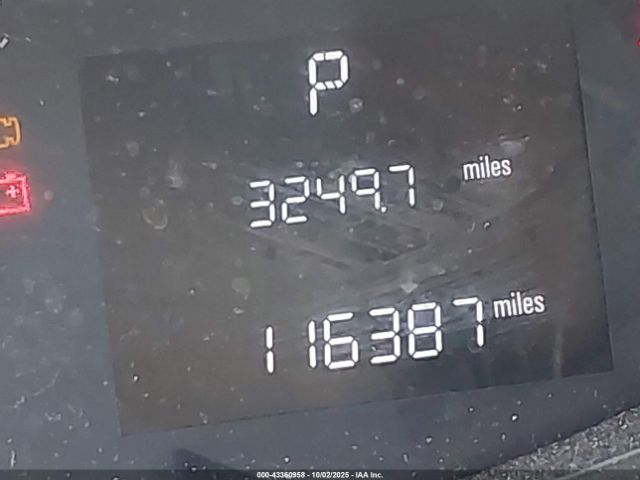 P
3249.7 miles
116387 miles
000-43360958 - 10/02/2025 - IAA Inc.